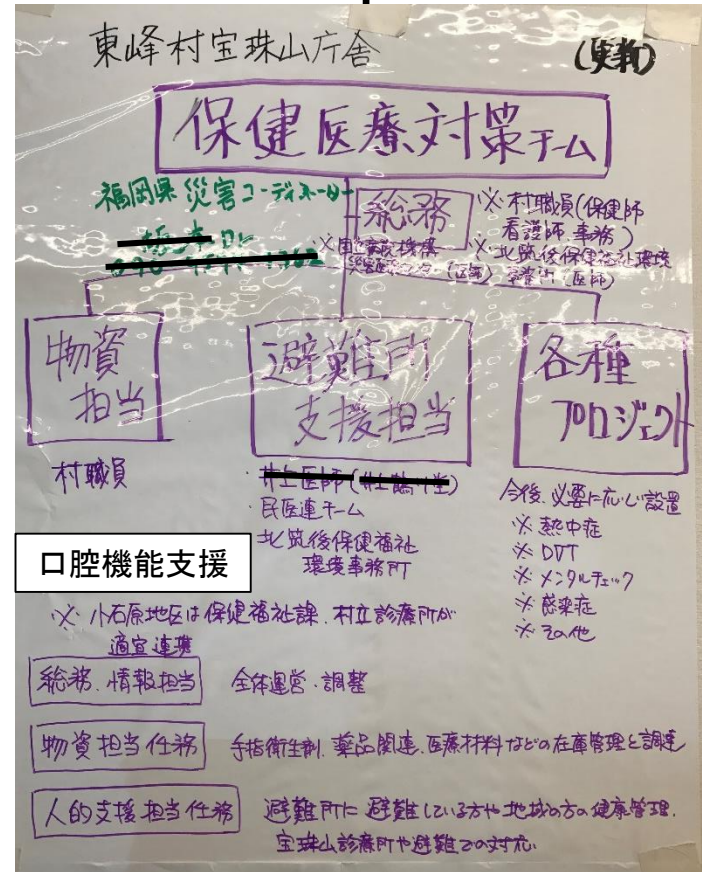 東峰村宝珠山庁舎
保健医療対策チーム
福岡県災害コーディネーター
総務
※村職員(保健師
看護師 事務)
※北筑後保健福祉環境
事務所(医師)
災害医療センター(医師)
物資
担当
避難所
支援担当
各種
プロジェクト
村職員
民医連チーム
北筑後保健福祉
環境事務所
今後、必要に応じ設置
※熱中症
※DVT
※メンタルチェック
※感染症
※その他
口腔機能支援
※小石原地区は保健福祉課、村立診療所が
適宜連携
総務、情報担当 全体運営・調整
物資担当任務 手指衛生剤、薬品関連、医療材料などの在庫管理と調達
人的支援担当任務 避難所に避難している方や地域の方の健康管理、
宝珠山診療所や避難での対応